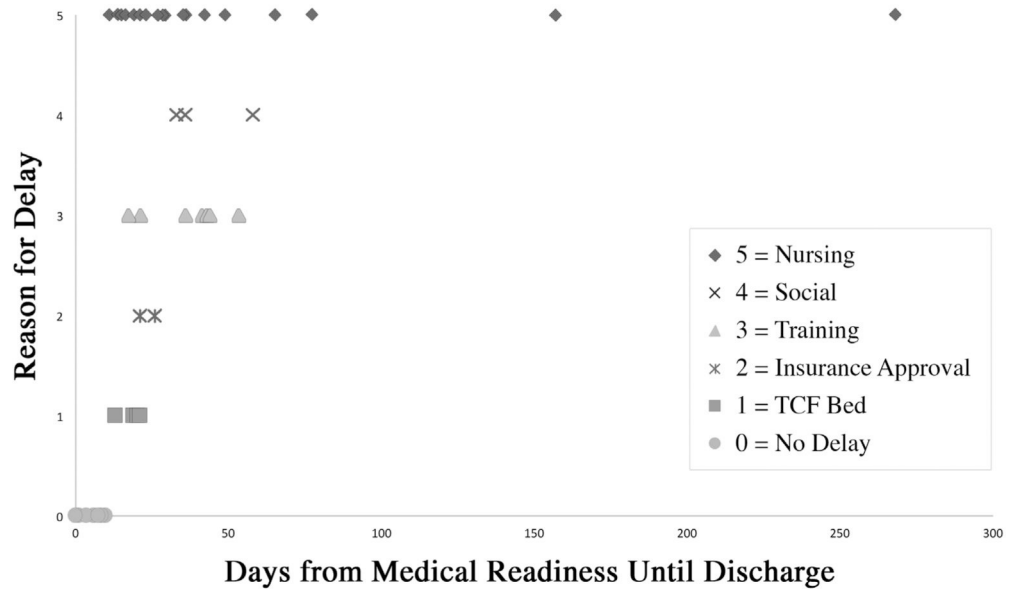 5
4
3
2
1
0
Reason for Delay
0 50 100 150 200 250 300
Days from Medical Readiness Until Discharge
5 = Nursing
4 = Social
3 = Training
2 = Insurance Approval
1 = TCF Bed
0 = No Delay